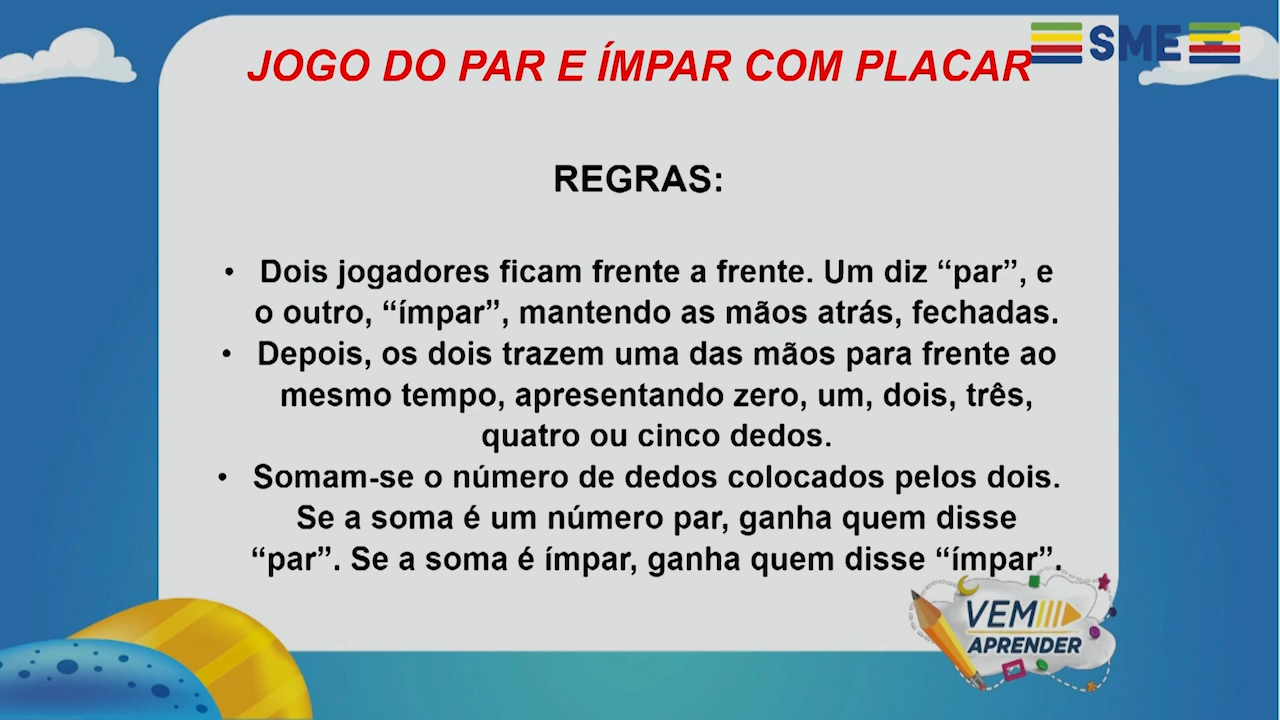 JOGO DO PAR E ÍMPAR COM PLACAR
SME
REGRAS:
• Dois jogadores ficam frente a frente. Um diz “par”, e
o outro, “ímpar”, mantendo as mãos atrás, fechadas.
• Depois, os dois trazem uma das mãos para frente ao
mesmo tempo, apresentando zero, um, dois, três,
quatro ou cinco dedos.
• Somam-se o número de dedos colocados pelos dois.
Se a soma é um número par, ganha quem disse
“par”. Se a soma é ímpar, ganha quem disse “ímpar”.
VEM
APRENDER